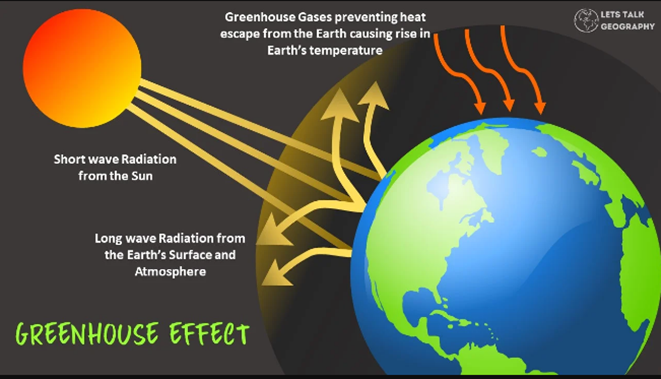 Greenhouse Gases preventing heat
escape from the Earth causing rise in
Earth's temperature
LETS TALK
GEOGRAPHY
Short wave Radiation
from the Sun
Long wave Radiation from
the Earth's Surface and
Atmosphere
GREENHOUSE EFFECT